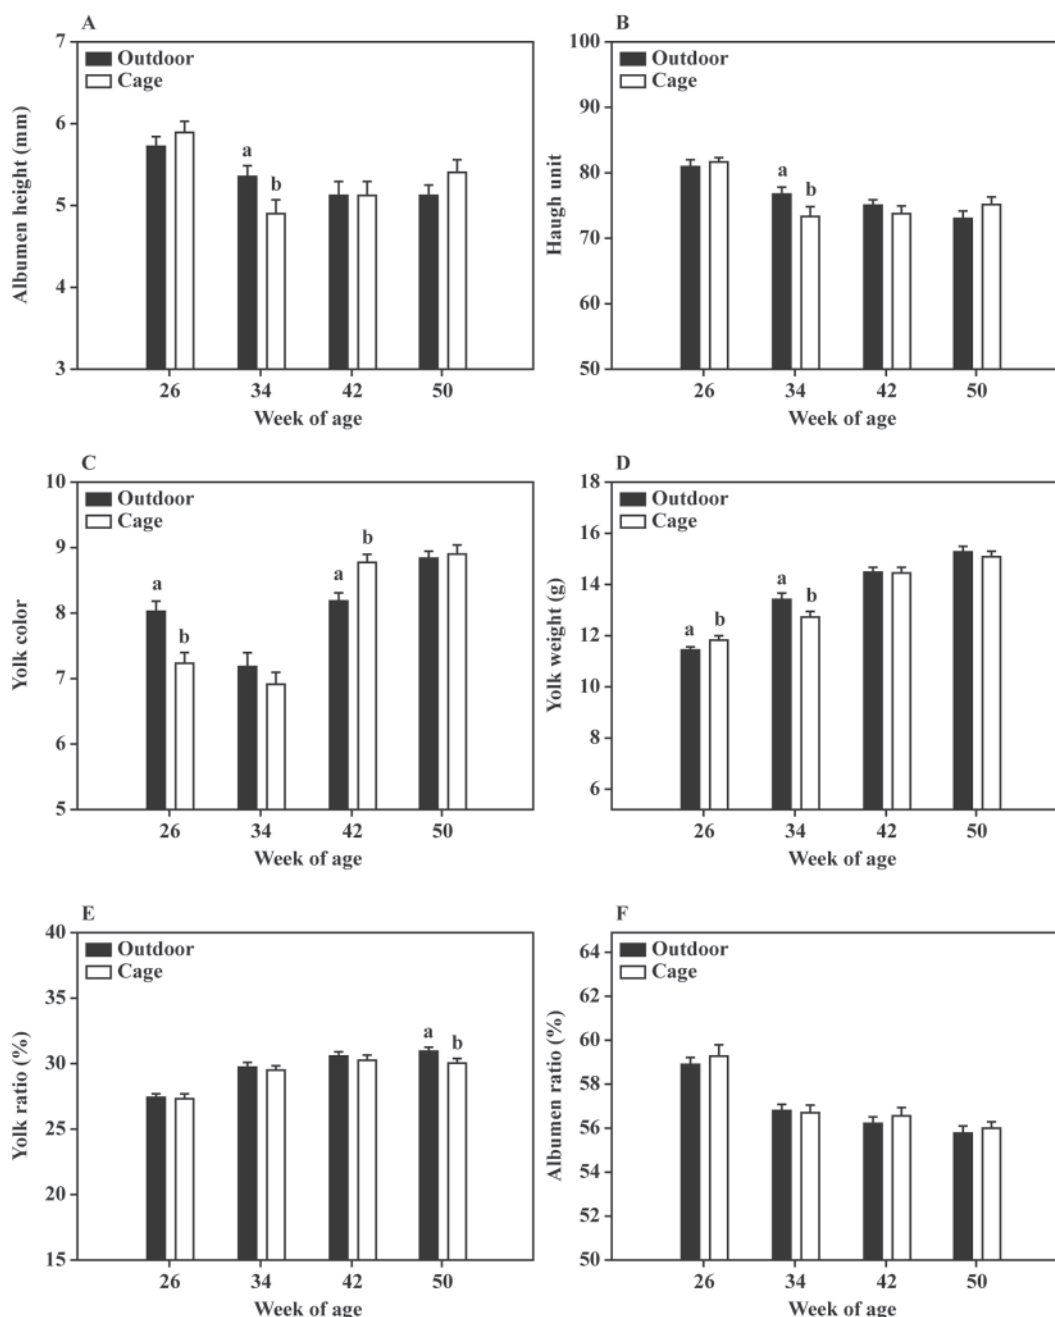 A
7
6
5
4
3
Albumen height (mm)
Outdoor
Cage
a
b
26 34 42 50
Week of age
B
100
90
80
70
60
50
Haugh unit
Outdoor
Cage
a
b
26 34 42 50
Week of age
C
10
9
8
7
6
5
Yolk color
Outdoor
Cage
a
b
a
b
26 34 42 50
Week of age
D
18
16
14
12
10
8
6
Yolk weight (g)
Outdoor
Cage
a
b
a
b
26 34 42 50
Week of age
E
40
35
30
25
20
15
Yolk ratio (%)
Outdoor
Cage
a
b
26 34 42 50
Week of age
F
64
62
60
58
56
54
52
50
Albumen ratio (%)
Outdoor
Cage
26 34 42 50
Week of age